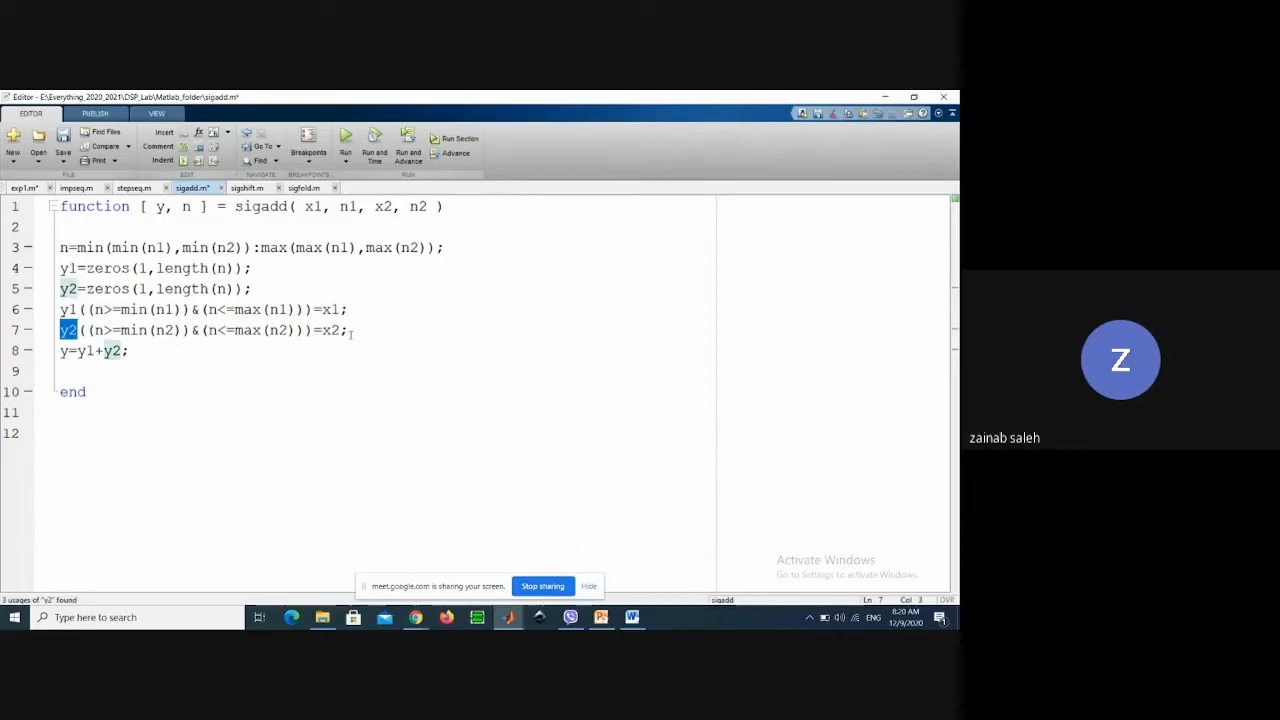 Editor - E:\Everything_2020_2021\DSP_Lab\Matlab_folder\sigadd.m*
EDITOR PUBLISH VIEW
New Open Save Find Files Compare Print Insert Comment Indent fx Go To Find Breakpoints Run Run and Time Run and Advance Run Section Advance
FILE EDIT NAVIGATE BREAKPOINTS RUN
exp1.m* impseq.m stepseq.m sigadd.m* sigshift.m sigfold.m
1 function [ y, n ] = sigadd( x1, n1, x2, n2 )
2
3 n=min(min(n1),min(n2)):max(max(n1),max(n2));
4 y1=zeros(1,length(n));
5 y2=zeros(1,length(n));
6 y1((n>=min(n1))&(n<=max(n1)))=x1;
7 y2((n>=min(n2))&(n<=max(n2)))=x2;
8 y=y1+y2;
9
10 end
11
12
Z
zainab saleh
Activate Windows
Go to Settings to activate Windows.
meet.google.com is sharing your screen. Stop sharing Hide
3 usages of "y2" found sigadd Ln 7 Col 3 OVR
Type here to search ENG 8:20 AM
12/9/2020